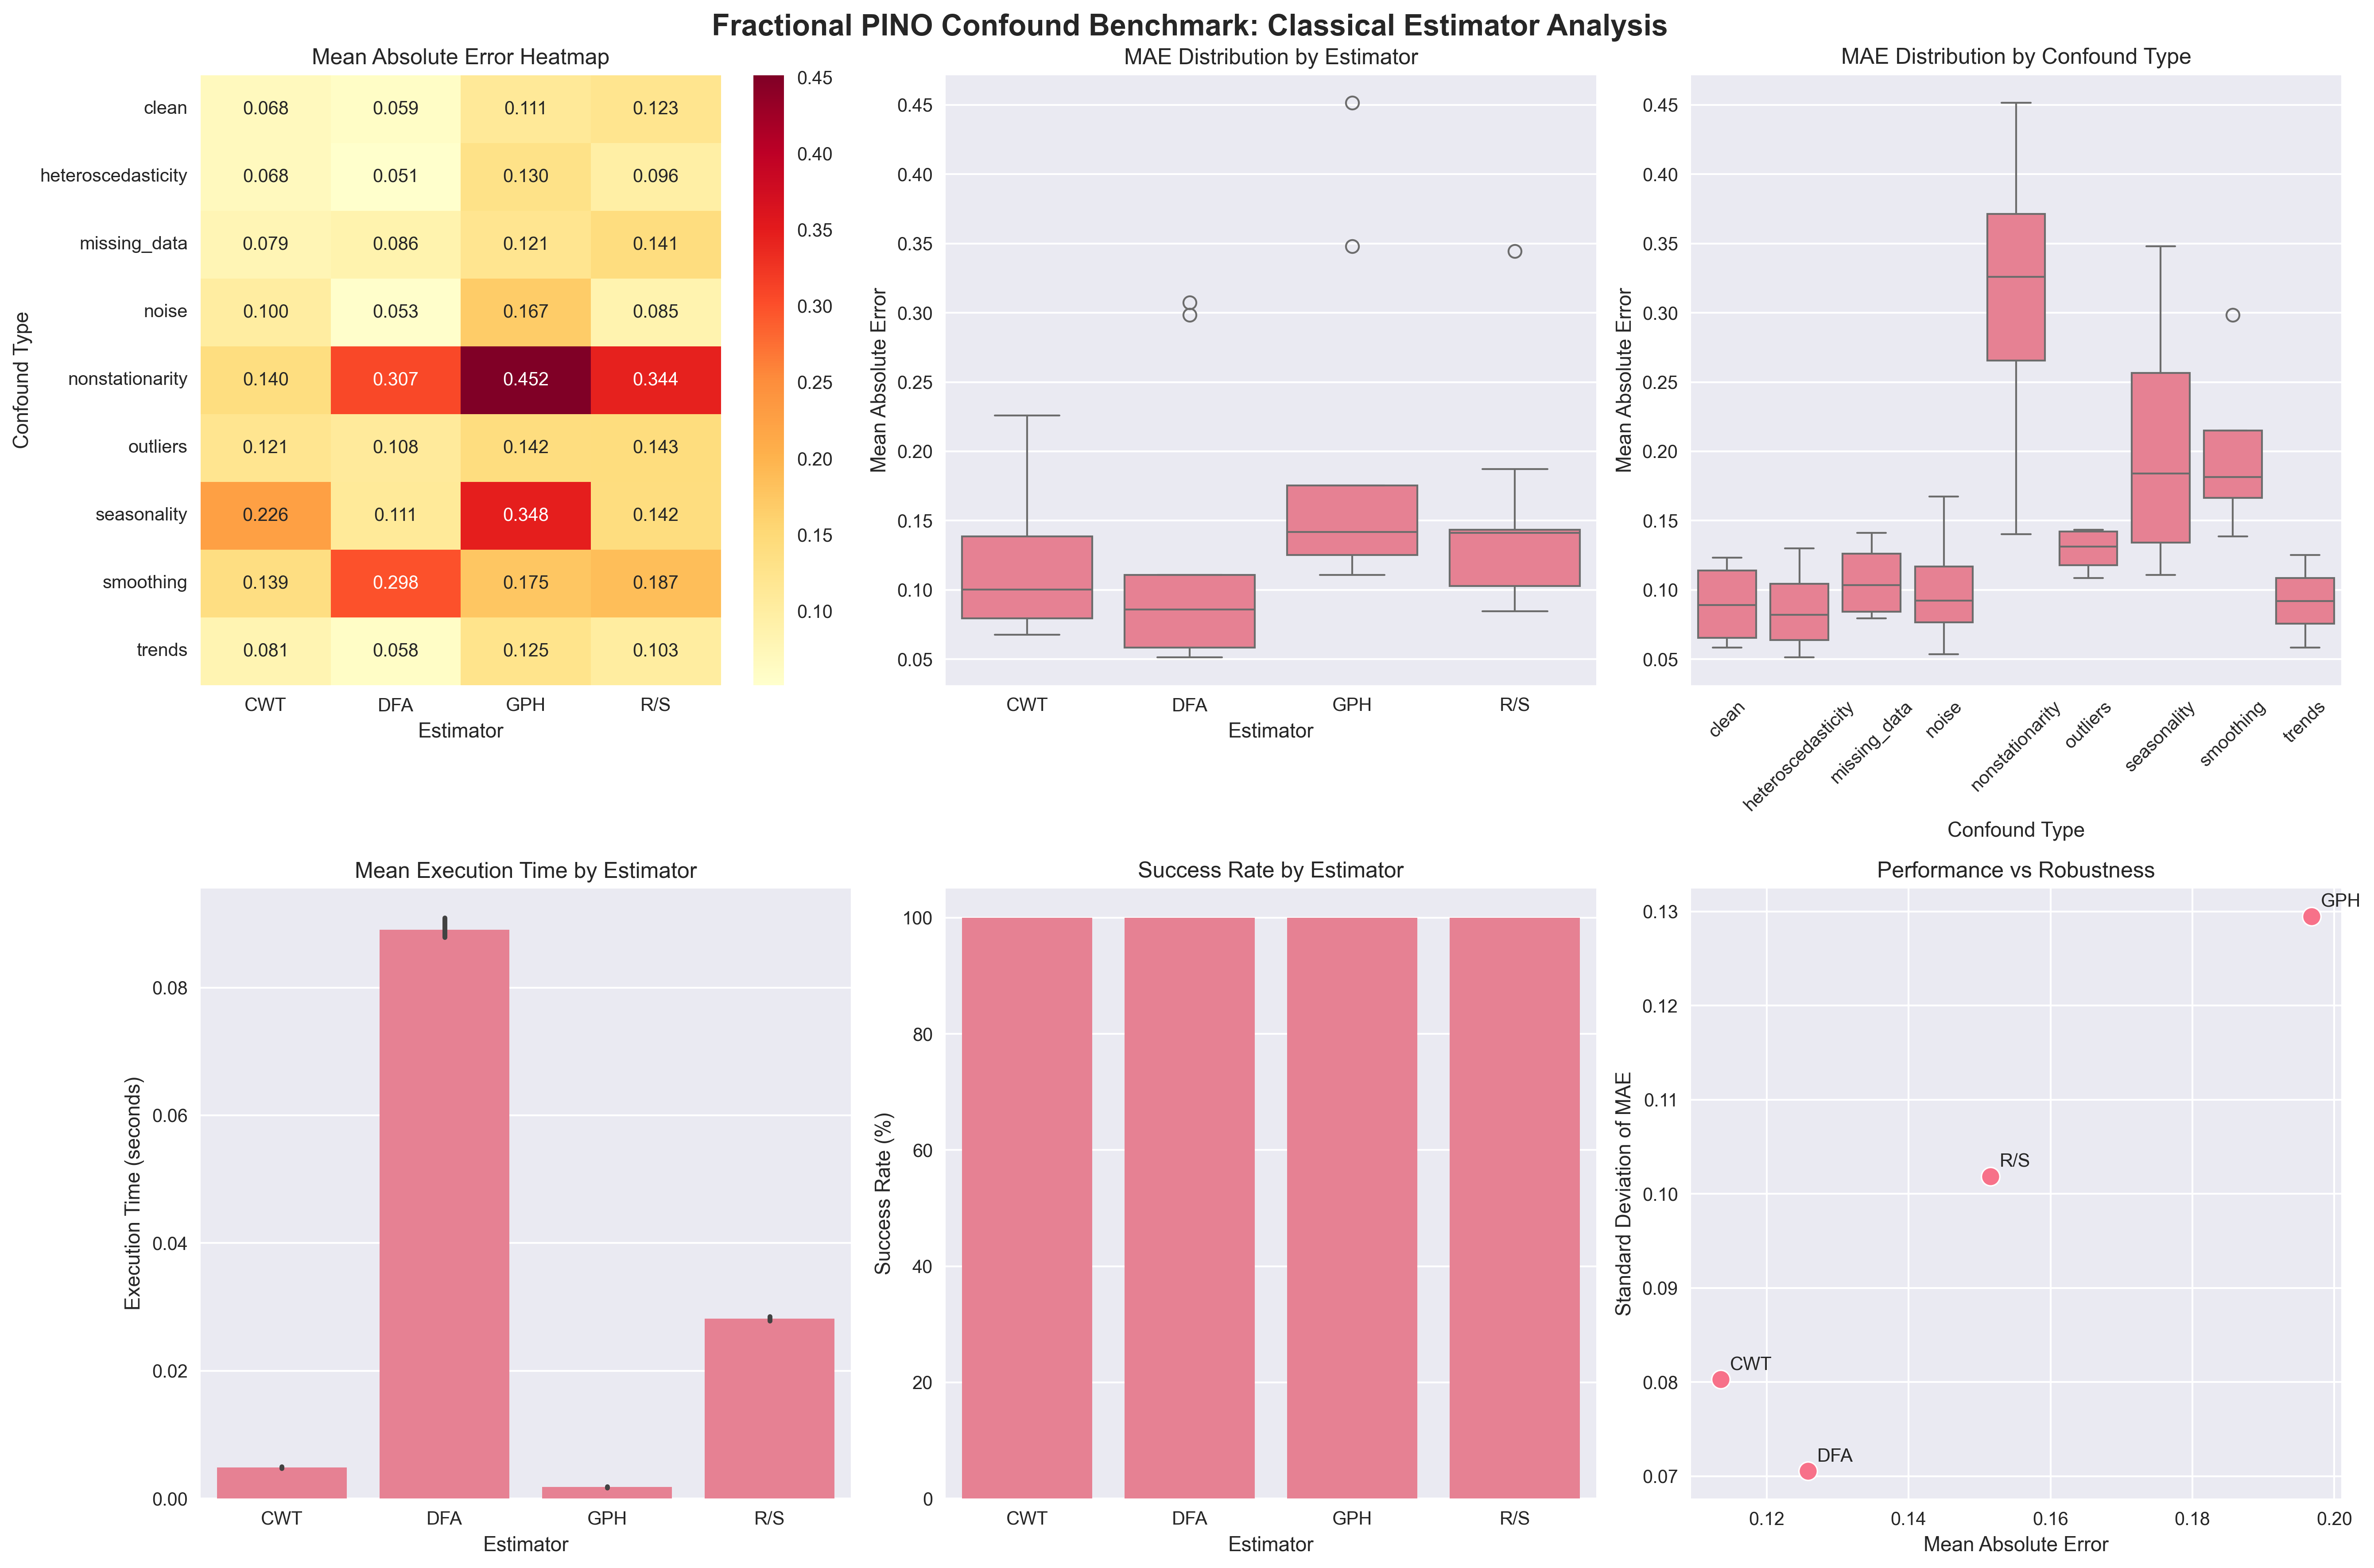 Fractional PINO Confound Benchmark: Classical Estimator Analysis
Mean Absolute Error Heatmap
Confound Type
clean 0.068 0.059 0.111 0.123
heteroscedasticity 0.068 0.051 0.130 0.096
missing_data 0.079 0.086 0.121 0.141
noise 0.100 0.053 0.167 0.085
nonstationarity 0.140 0.307 0.452 0.344
outliers 0.121 0.108 0.142 0.143
seasonality 0.226 0.111 0.348 0.142
smoothing 0.139 0.298 0.175 0.187
trends 0.081 0.058 0.125 0.103
CWT DFA GPH R/S
Estimator
0.45
0.40
0.35
0.30
0.25
0.20
0.15
0.10
MAE Distribution by Estimator
Mean Absolute Error
0.45
0.40
0.35
0.30
0.25
0.20
0.15
0.10
0.05
CWT DFA GPH R/S
Estimator
MAE Distribution by Confound Type
Mean Absolute Error
0.45
0.40
0.35
0.30
0.25
0.20
0.15
0.10
0.05
clean
heteroscedasticity
missing_data
noise
nonstationarity
outliers
seasonality
smoothing
trends
Confound Type
Mean Execution Time by Estimator
Execution Time (seconds)
0.08
0.06
0.04
0.02
0.00
CWT DFA GPH R/S
Estimator
Success Rate by Estimator
Success Rate (%)
100
80
60
40
20
0
CWT DFA GPH R/S
Estimator
Performance vs Robustness
Standard Deviation of MAE
0.13
0.12
0.11
0.10
0.09
0.08
0.07
GPH
R/S
CWT
DFA
0.12 0.14 0.16 0.18 0.20
Mean Absolute Error